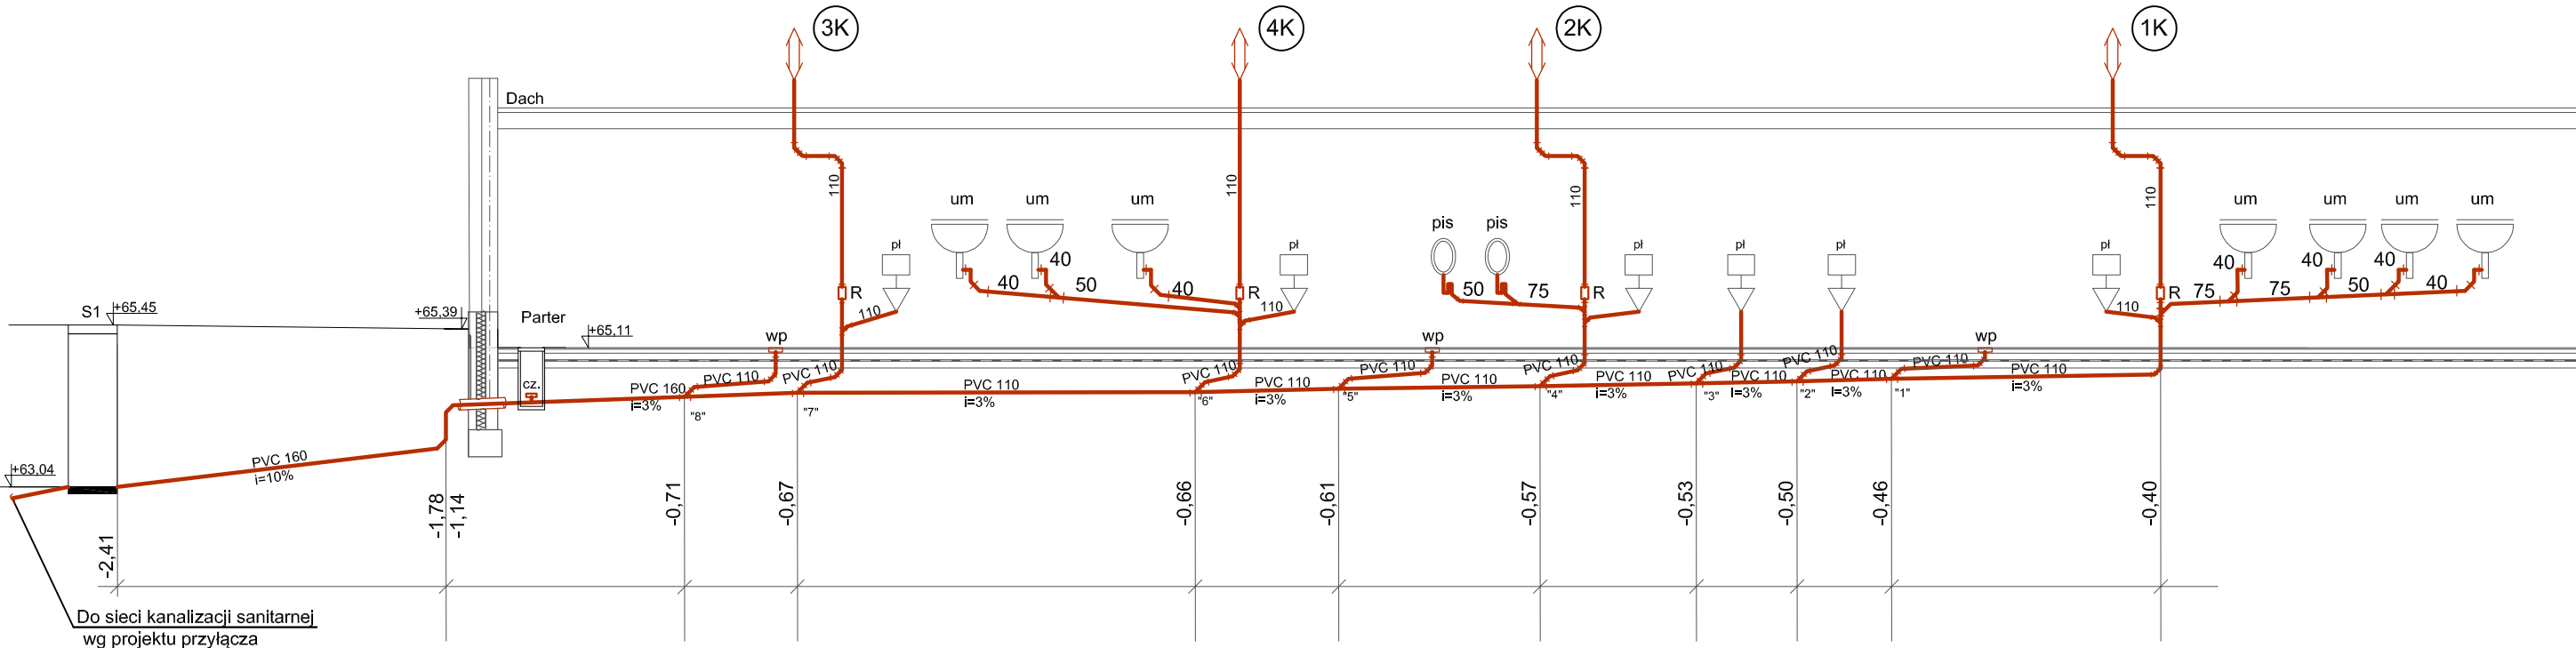 3K
4K
2K
1K
Dach
110
110
110
110
um
um
um
um
um
um
um
pis
pis
pł
pł
pł
pł
pł
pł
40
40
50
40
50
75
40
40
40
75
75
50
40
R
R
R
R
110
110
110
S1
+65,45
+65,39
Parter
+65,11
wp
wp
wp
cz.
PVC 160
i=3%
PVC 110
PVC 110
PVC 110
i=3%
PVC 110
PVC 110
i=3%
PVC 110
PVC 110
i=3%
PVC 110
PVC 110
i=3%
PVC 110
PVC 110
i=3%
PVC 110
PVC 110
i=3%
PVC 110
PVC 110
i=3%
"8"
"7"
"6"
"5"
"4"
"3"
"2"
"1"
+63,04
PVC 160
i=10%
-2,41
-1,78
-1,14
-0,71
-0,67
-0,66
-0,61
-0,57
-0,53
-0,50
-0,46
-0,40
Do sieci kanalizacji sanitarnej
wg projektu przyłącza